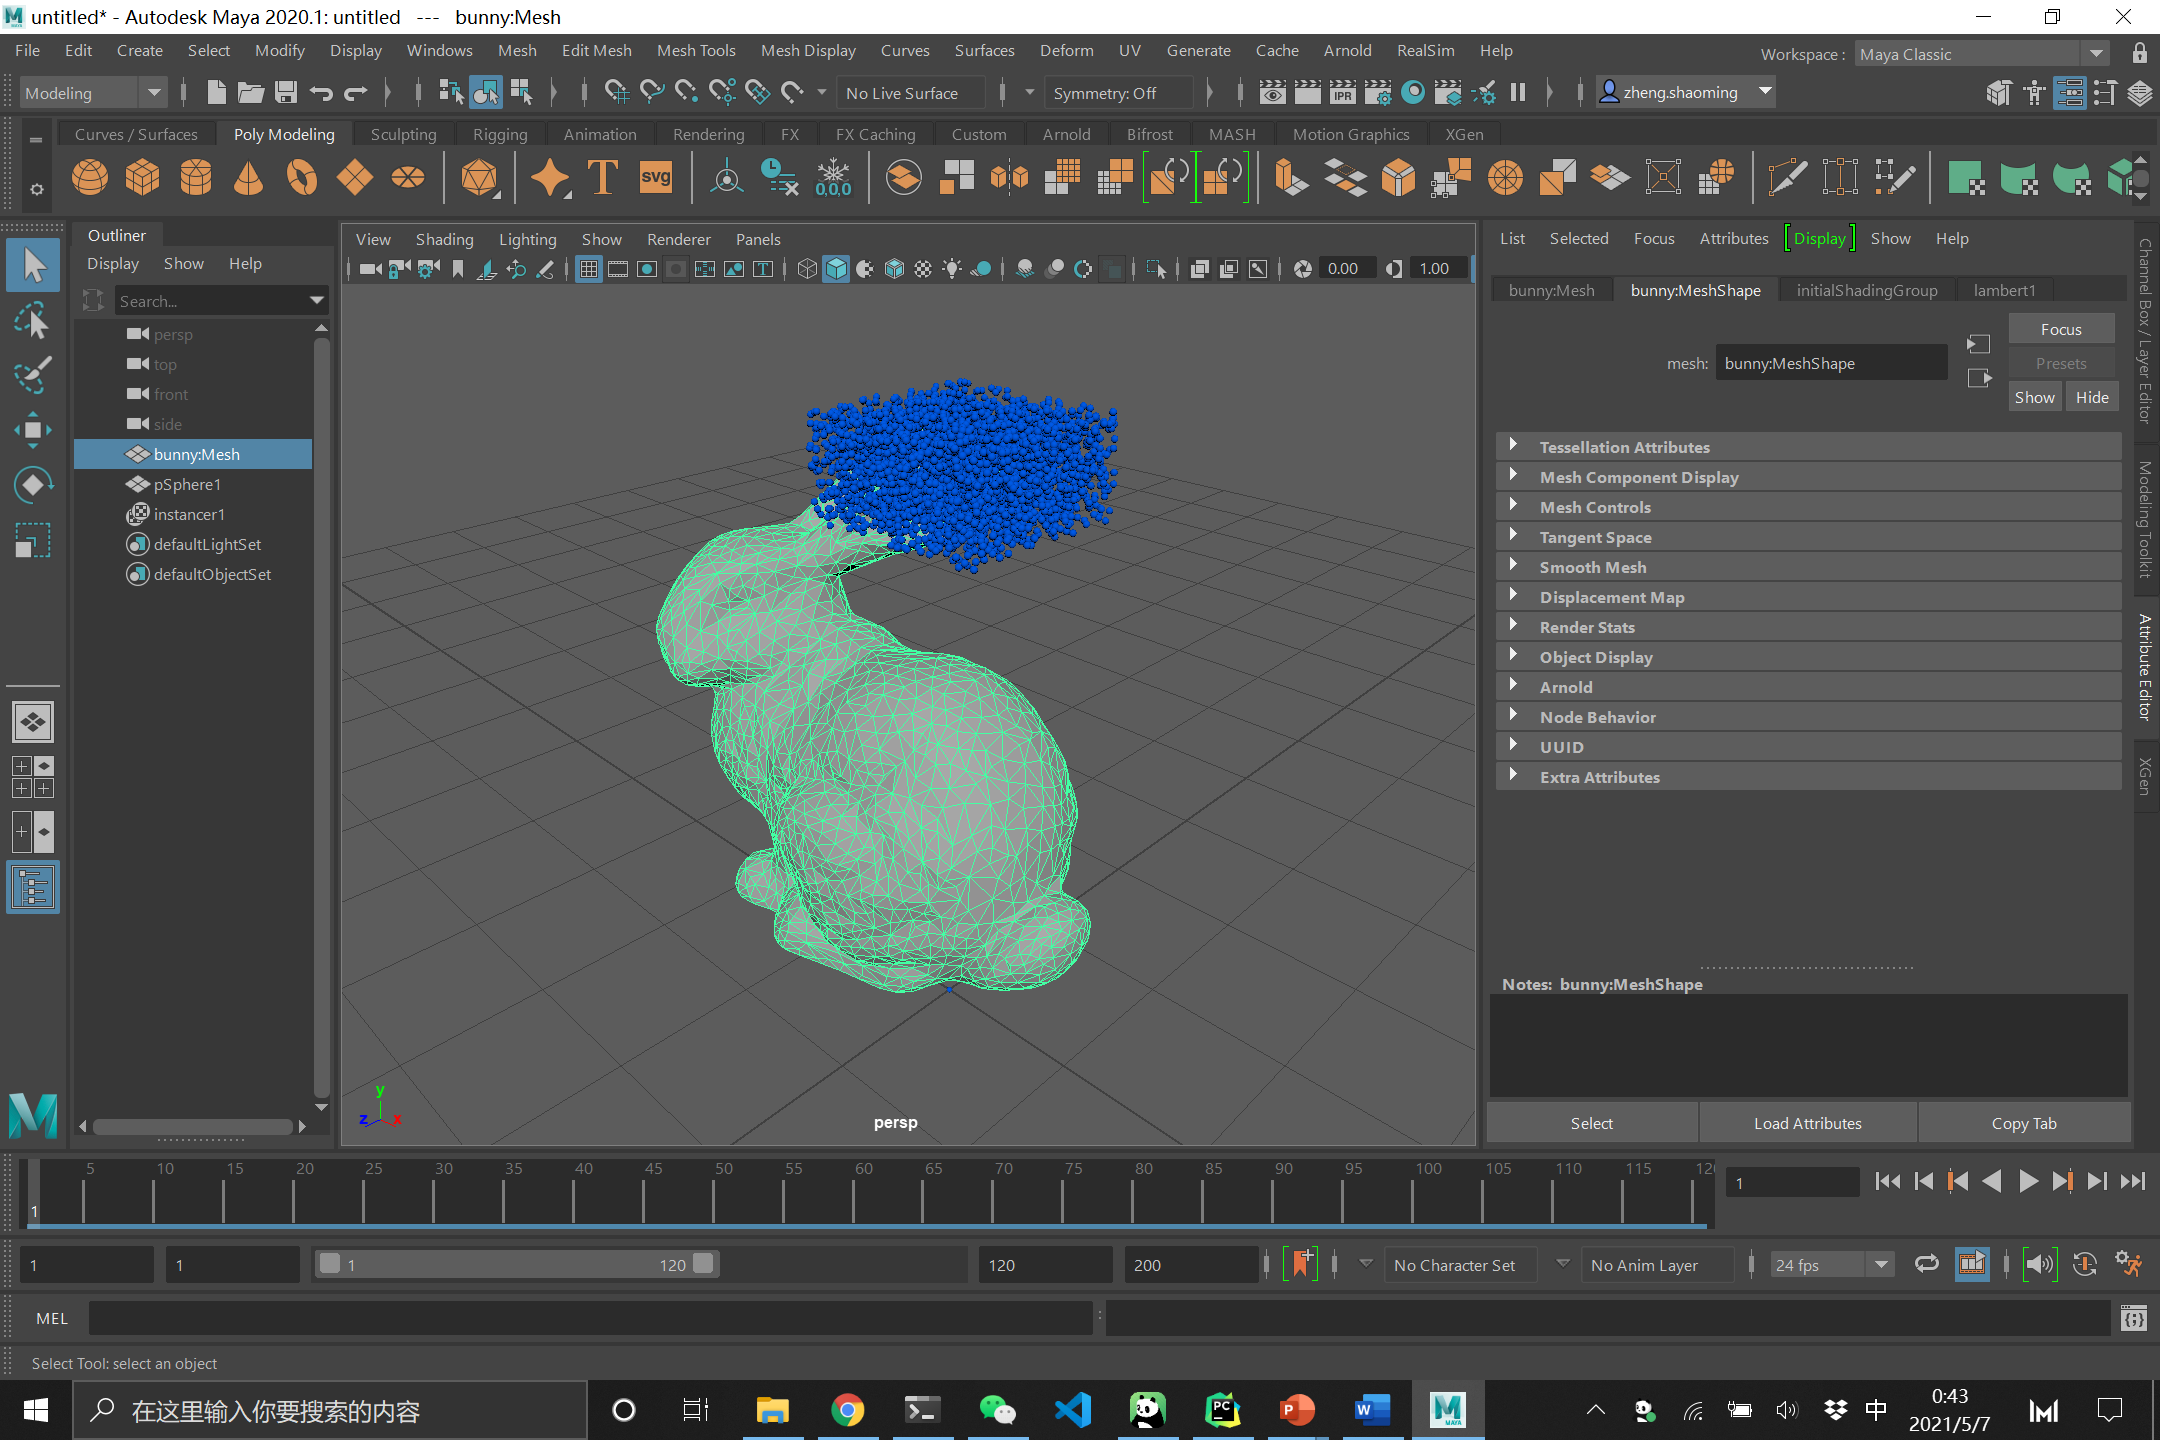 untitled* - Autodesk Maya 2020.1: untitled   ---   bunny:Mesh
File Edit Create Select Modify Display Windows Mesh Edit Mesh Mesh Tools Mesh Display Curves Surfaces Deform UV Generate Cache Arnold RealSim Help
Workspace : Maya Classic
Modeling No Live Surface Symmetry: Off IPR zheng.shaoming
Curves / Surfaces Poly Modeling Sculpting Rigging Animation Rendering FX FX Caching Custom Arnold Bifrost MASH Motion Graphics XGen
T svg 0,0,0
Outliner
Display Show Help
Search...
persp
top
front
side
bunny:Mesh
pSphere1
instancer1
defaultLightSet
defaultObjectSet
View Shading Lighting Show Renderer Panels
0.00 1.00
y
z x
persp
List Selected Focus Attributes Display Show Help
bunny:Mesh bunny:MeshShape initialShadingGroup lambert1
Focus
mesh: bunny:MeshShape
Presets
Show Hide
Tessellation Attributes
Mesh Component Display
Mesh Controls
Tangent Space
Smooth Mesh
Displacement Map
Render Stats
Object Display
Arnold
Node Behavior
UUID
Extra Attributes
Notes: bunny:MeshShape
Select Load Attributes Copy Tab
Channel Box / Layer Editor
Modeling Toolkit
Attribute Editor
XGen
5 10 15 20 25 30 35 40 45 50 55 60 65 70 75 80 85 90 95 100 105 110 115 12
1
1
1 1 1 120 120 200 No Character Set No Anim Layer 24 fps
MEL
Select Tool: select an object
在这里输入你要搜索的内容
中
0:43
2021/5/7